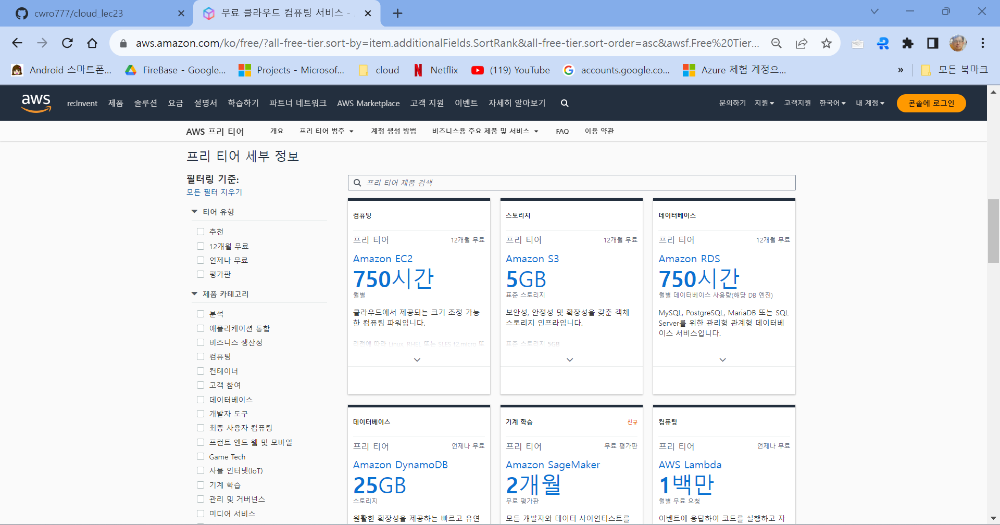 cwro777/cloud_lec23
무료 클라우드 컴퓨팅 서비스 -
aws.amazon.com/ko/free/?all-free-tier.sort-by=item.additionalFields.SortRank&all-free-tier.sort-order=asc&awsf.Free%20Tier...
Android 스마트폰...
FireBase - Google...
Projects - Microsof...
cloud
Netflix
(119) YouTube
accounts.google.co...
Azure 체험 계정으...
»
모든 북마크
aws
re:Invent
제품
솔루션
요금
설명서
학습하기
파트너 네트워크
AWS Marketplace
고객 지원
이벤트
자세히 알아보기
문의하기
지원
고객지원
한국어
내 계정
콘솔에 로그인
AWS 프리 티어
개요
프리 티어 범주
계정 생성 방법
비즈니스용 주요 제품 및 서비스
FAQ
이용 약관
프리 티어 세부 정보
필터링 기준:
모든 필터 지우기
티어 유형
추천
12개월 무료
언제나 무료
평가판
제품 카테고리
분석
애플리케이션 통합
비즈니스 생산성
컴퓨팅
컨테이너
고객 참여
데이터베이스
개발자 도구
최종 사용자 컴퓨팅
프런트 엔드 웹 및 모바일
Game Tech
사물 인터넷(IoT)
기계 학습
관리 및 거버넌스
미디어 서비스
프리 티어 제품 검색
컴퓨팅
프리 티어
12개월 무료
Amazon EC2
750시간
월별
클라우드에서 제공되는 크기 조정 가능
한 컴퓨팅 파워입니다.
리전에 따라 Linux, RHEL 또는 SLES t2.micro 또
스토리지
프리 티어
12개월 무료
Amazon S3
5GB
표준 스토리지
보안성, 안정성 및 확장성을 갖춘 객체
스토리지 인프라입니다.
표준 스토리지 5GB
데이터베이스
프리 티어
12개월 무료
Amazon RDS
750시간
월별 데이터베이스 사용량(해당 DB 엔진)
MySQL, PostgreSQL, MariaDB 또는 SQL
Server를 위한 관리형 관계형 데이터베
이스 서비스입니다.
데이터베이스
프리 티어
언제나 무료
Amazon DynamoDB
25GB
스토리지
원활한 확장성을 제공하는 빠르고 유연
기계 학습
신규
프리 티어
무료 평가판
Amazon SageMaker
2개월
무료 평가판
모든 개발자와 데이터 사이언티스트를
컴퓨팅
프리 티어
언제나 무료
AWS Lambda
1백만
월별 무료 요청
이벤트에 응답하여 코드를 실행하고 자